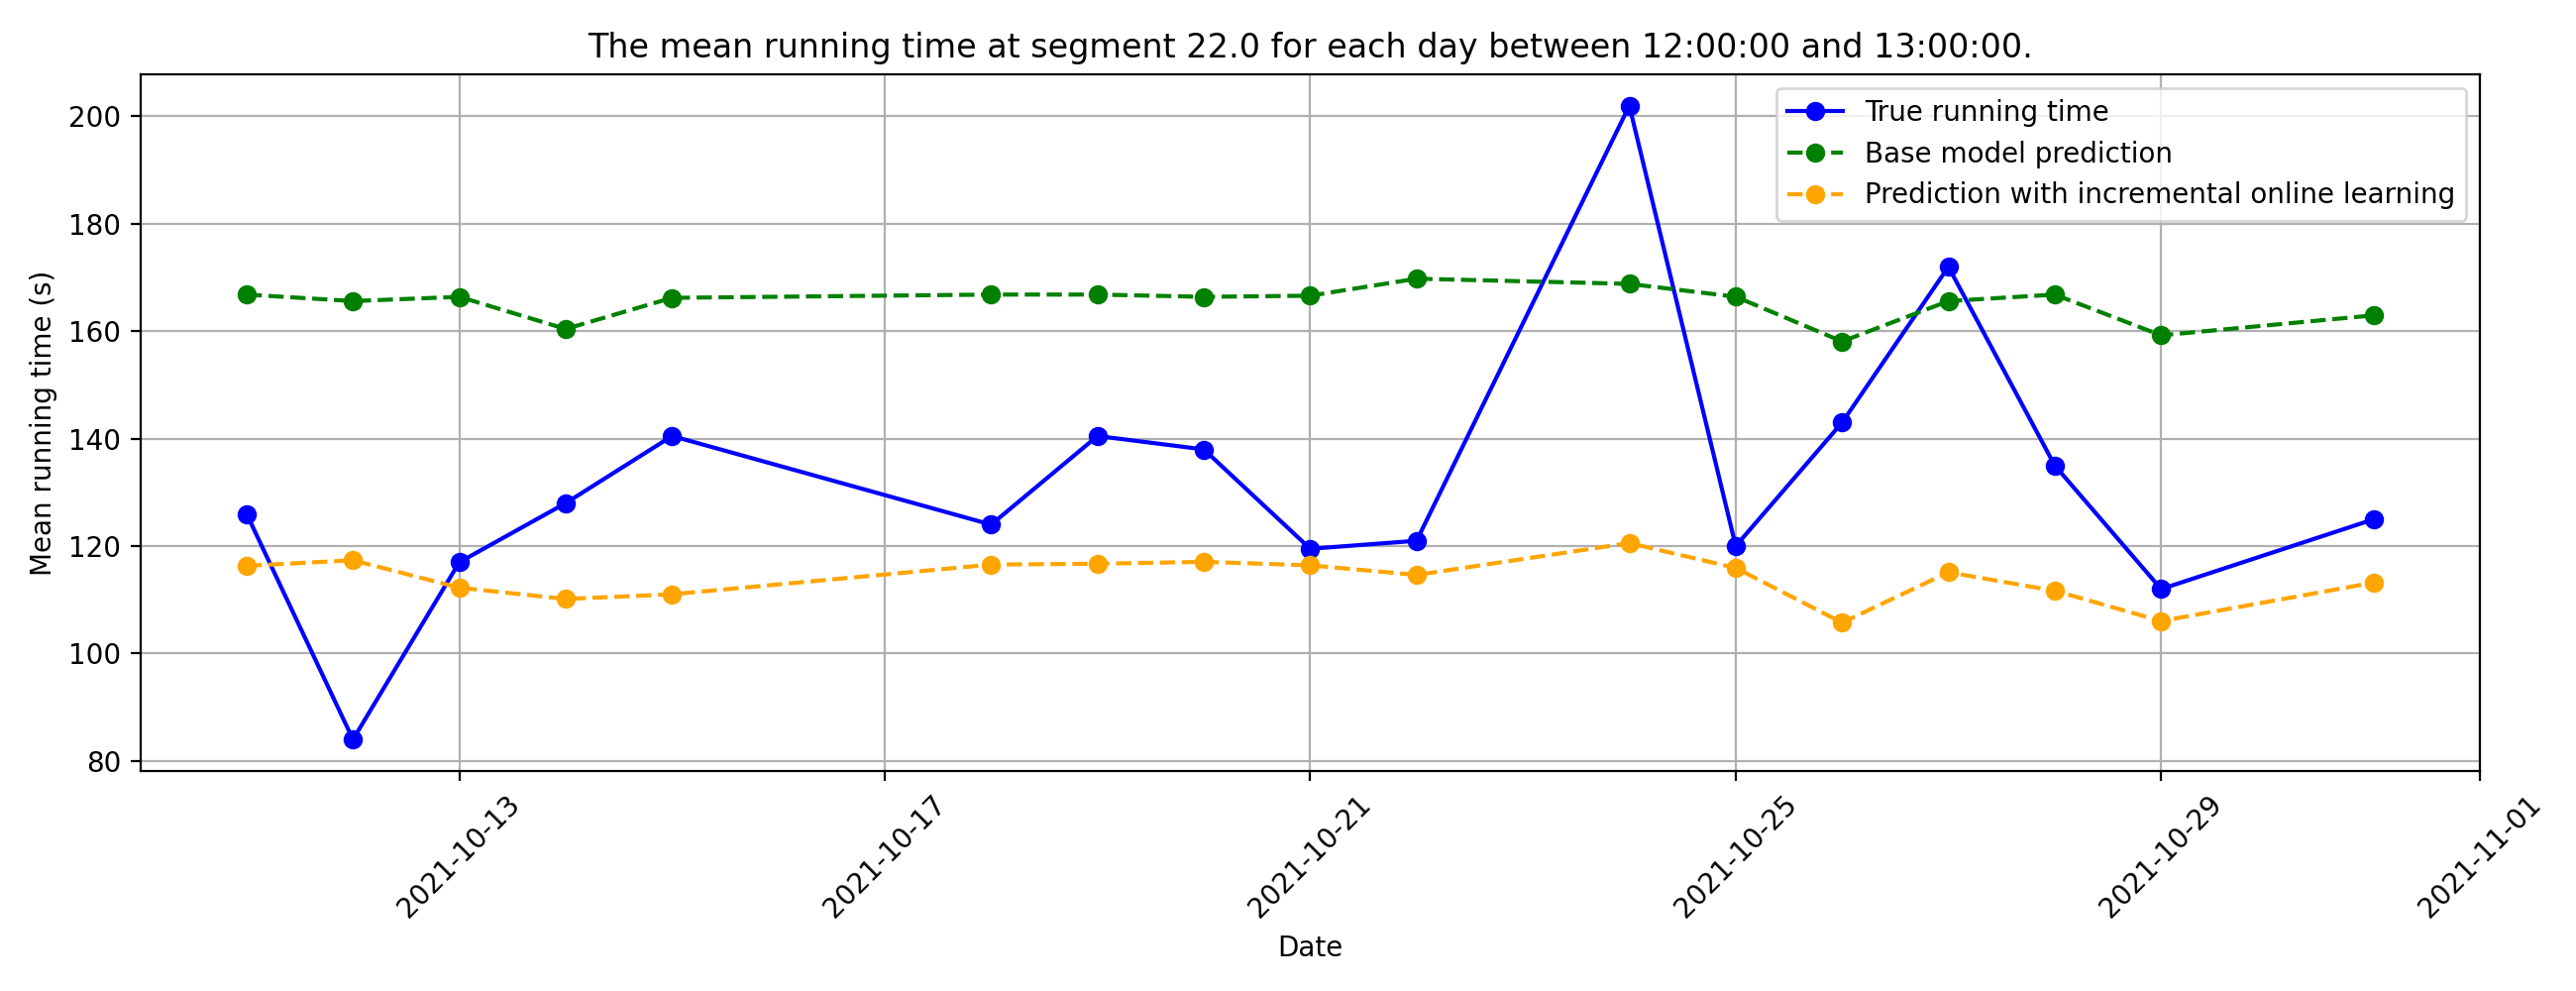 The mean running time at segment 22.0 for each day between 12:00:00 and 13:00:00.
True running time
Base model prediction
Prediction with incremental online learning
Mean running time (s)
200
180
160
140
120
100
80
2021-10-13
2021-10-17
2021-10-21
2021-10-25
2021-10-29
2021-11-01
Date